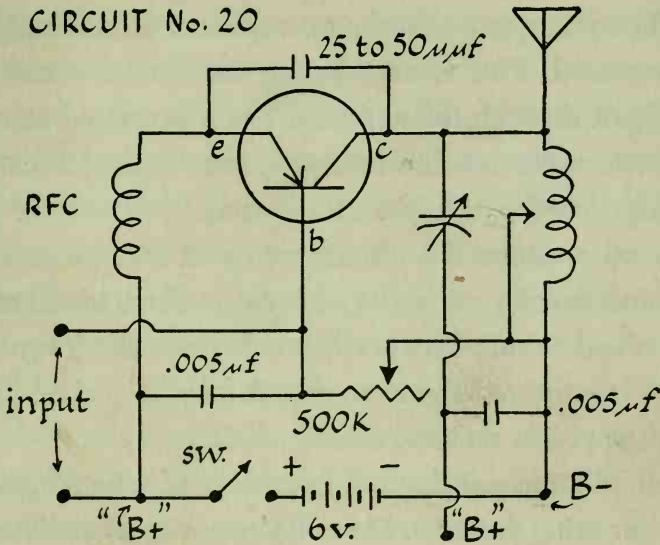 CIRCUIT No. 20
25 to 50µµf
e
c
RFC
b
.005µf
input
500K
.005µf
sw.
+
−
B-
"B+"
6v.
"B+"